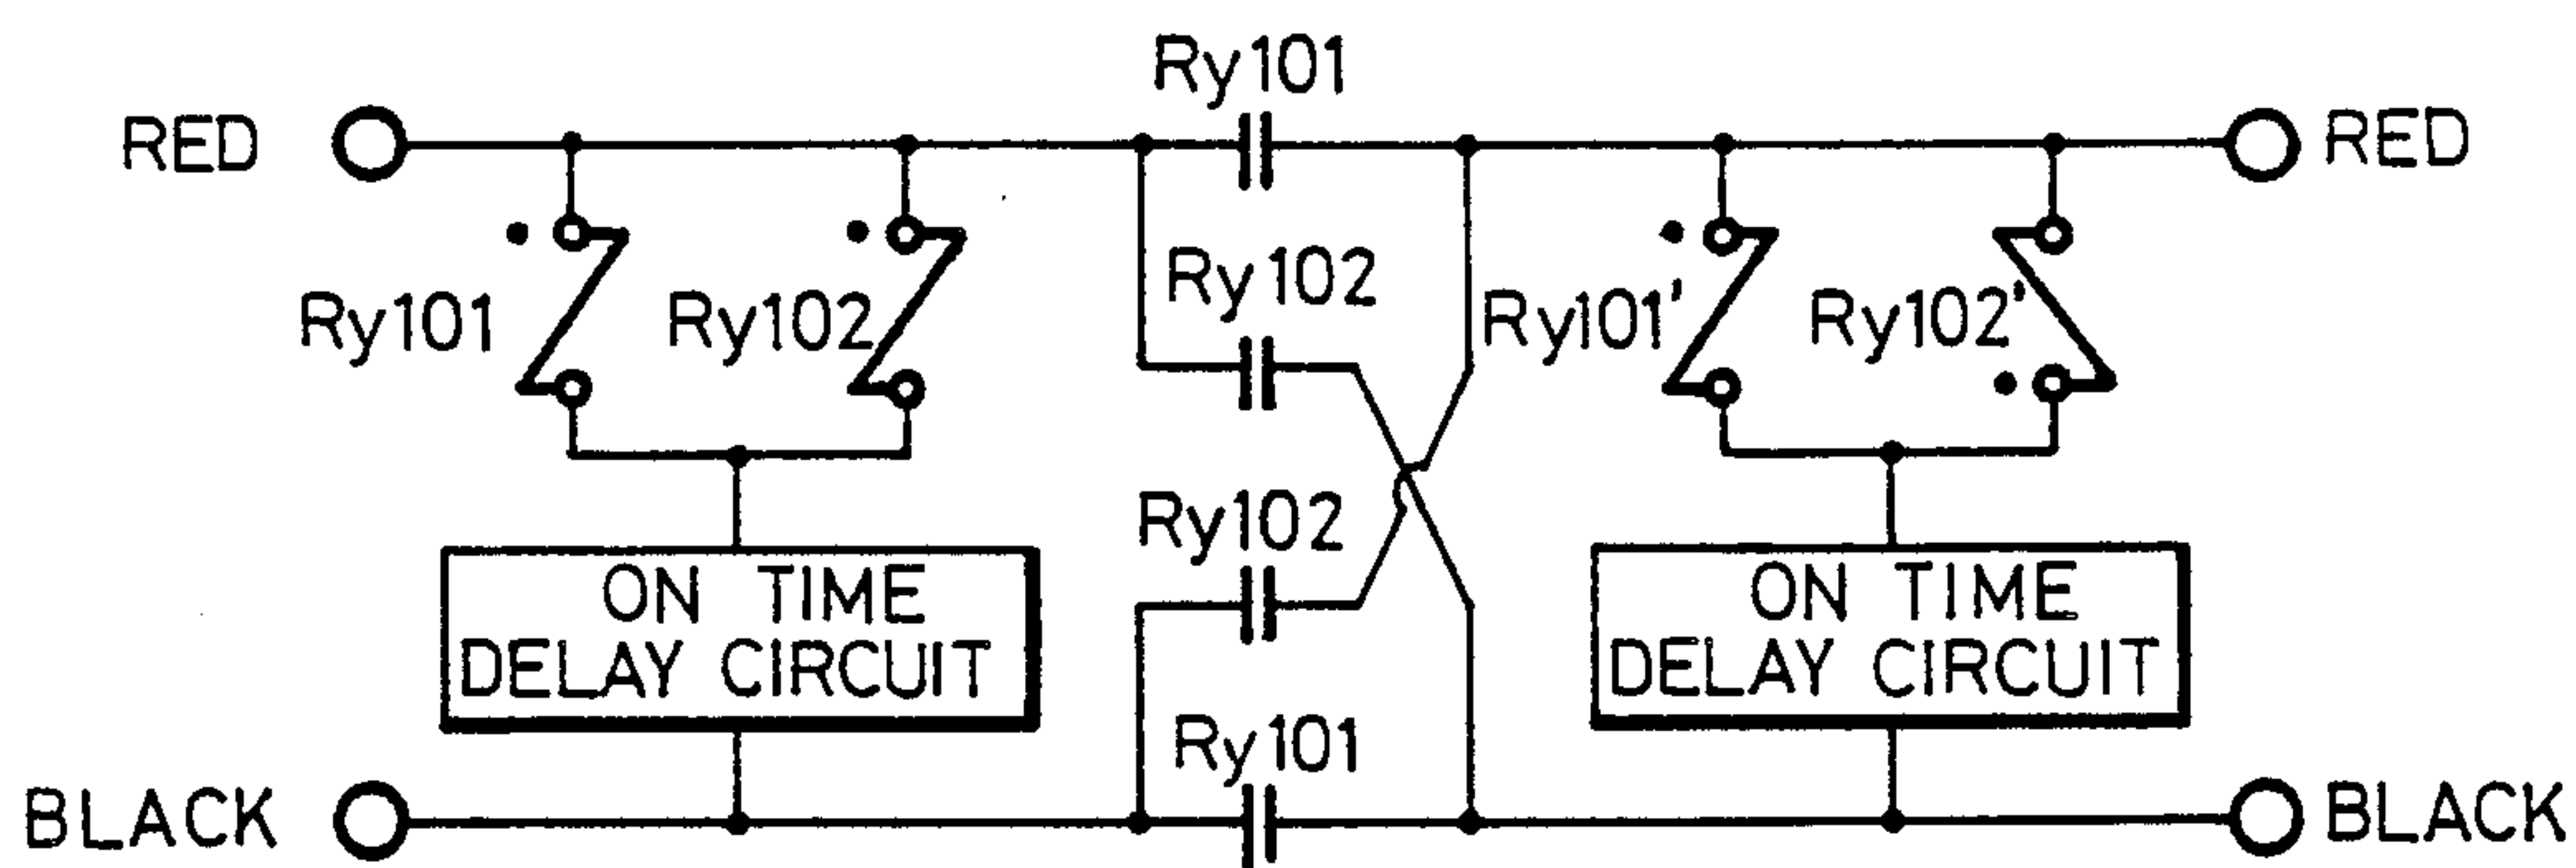 Ry101
RED
RED
Ry102
Ry101
Ry102
Ry101'
Ry102'
Ry102
ON TIME
DELAY CIRCUIT
ON TIME
DELAY CIRCUIT
Ry101
BLACK
BLACK